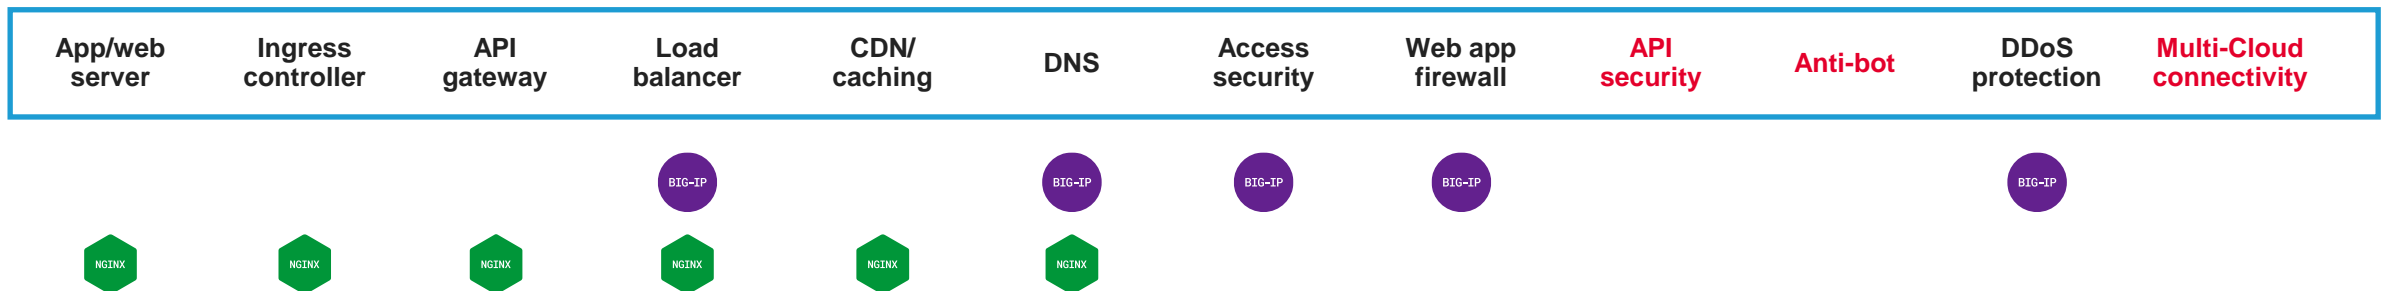 App/web
server
Ingress
controller
API
gateway
Load
balancer
CDN/
caching
DNS
Access
security
Web app
firewall
API
security
Anti-bot
DDoS
protection
Multi-Cloud
connectivity
BIG-IP
BIG-IP
BIG-IP
BIG-IP
BIG-IP
NGINX
NGINX
NGINX
NGINX
NGINX
NGINX